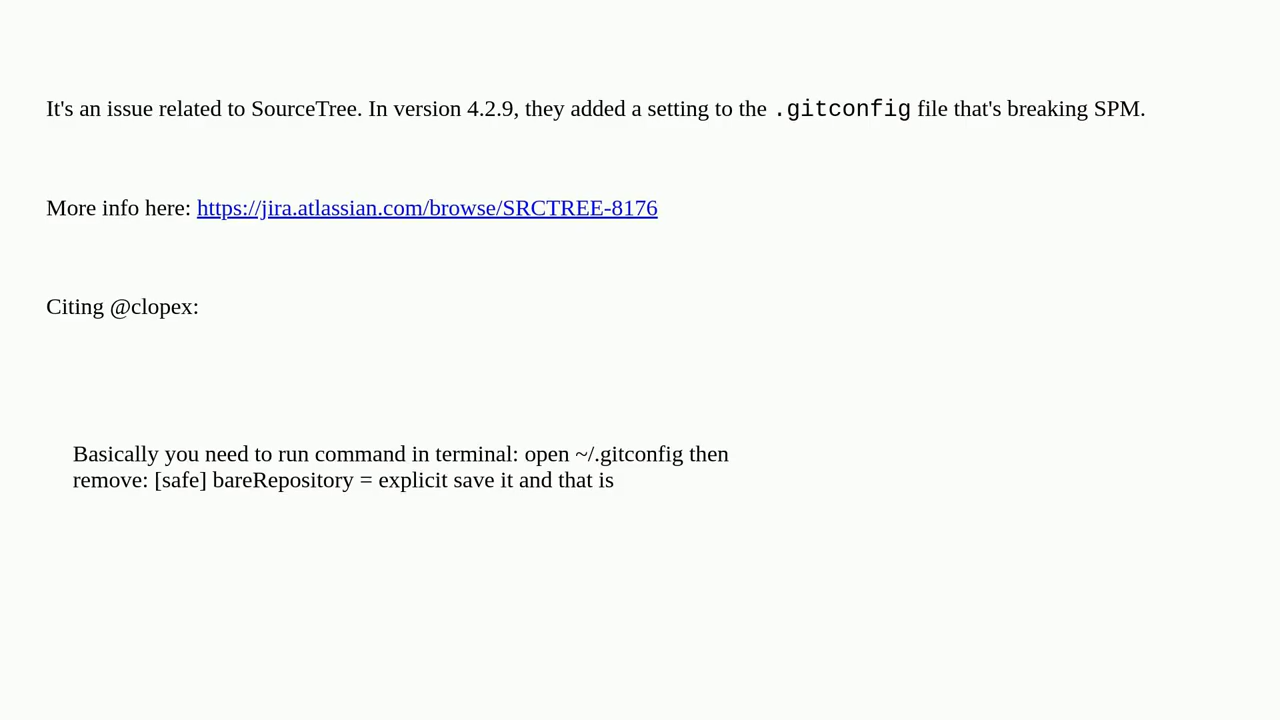 It's an issue related to SourceTree. In version 4.2.9, they added a setting to the .gitconfig file that's breaking SPM.
More info here: https://jira.atlassian.com/browse/SRCTREE-8176
Citing @clopex:
Basically you need to run command in terminal: open ~/.gitconfig then
remove: [safe] bareRepository = explicit save it and that is